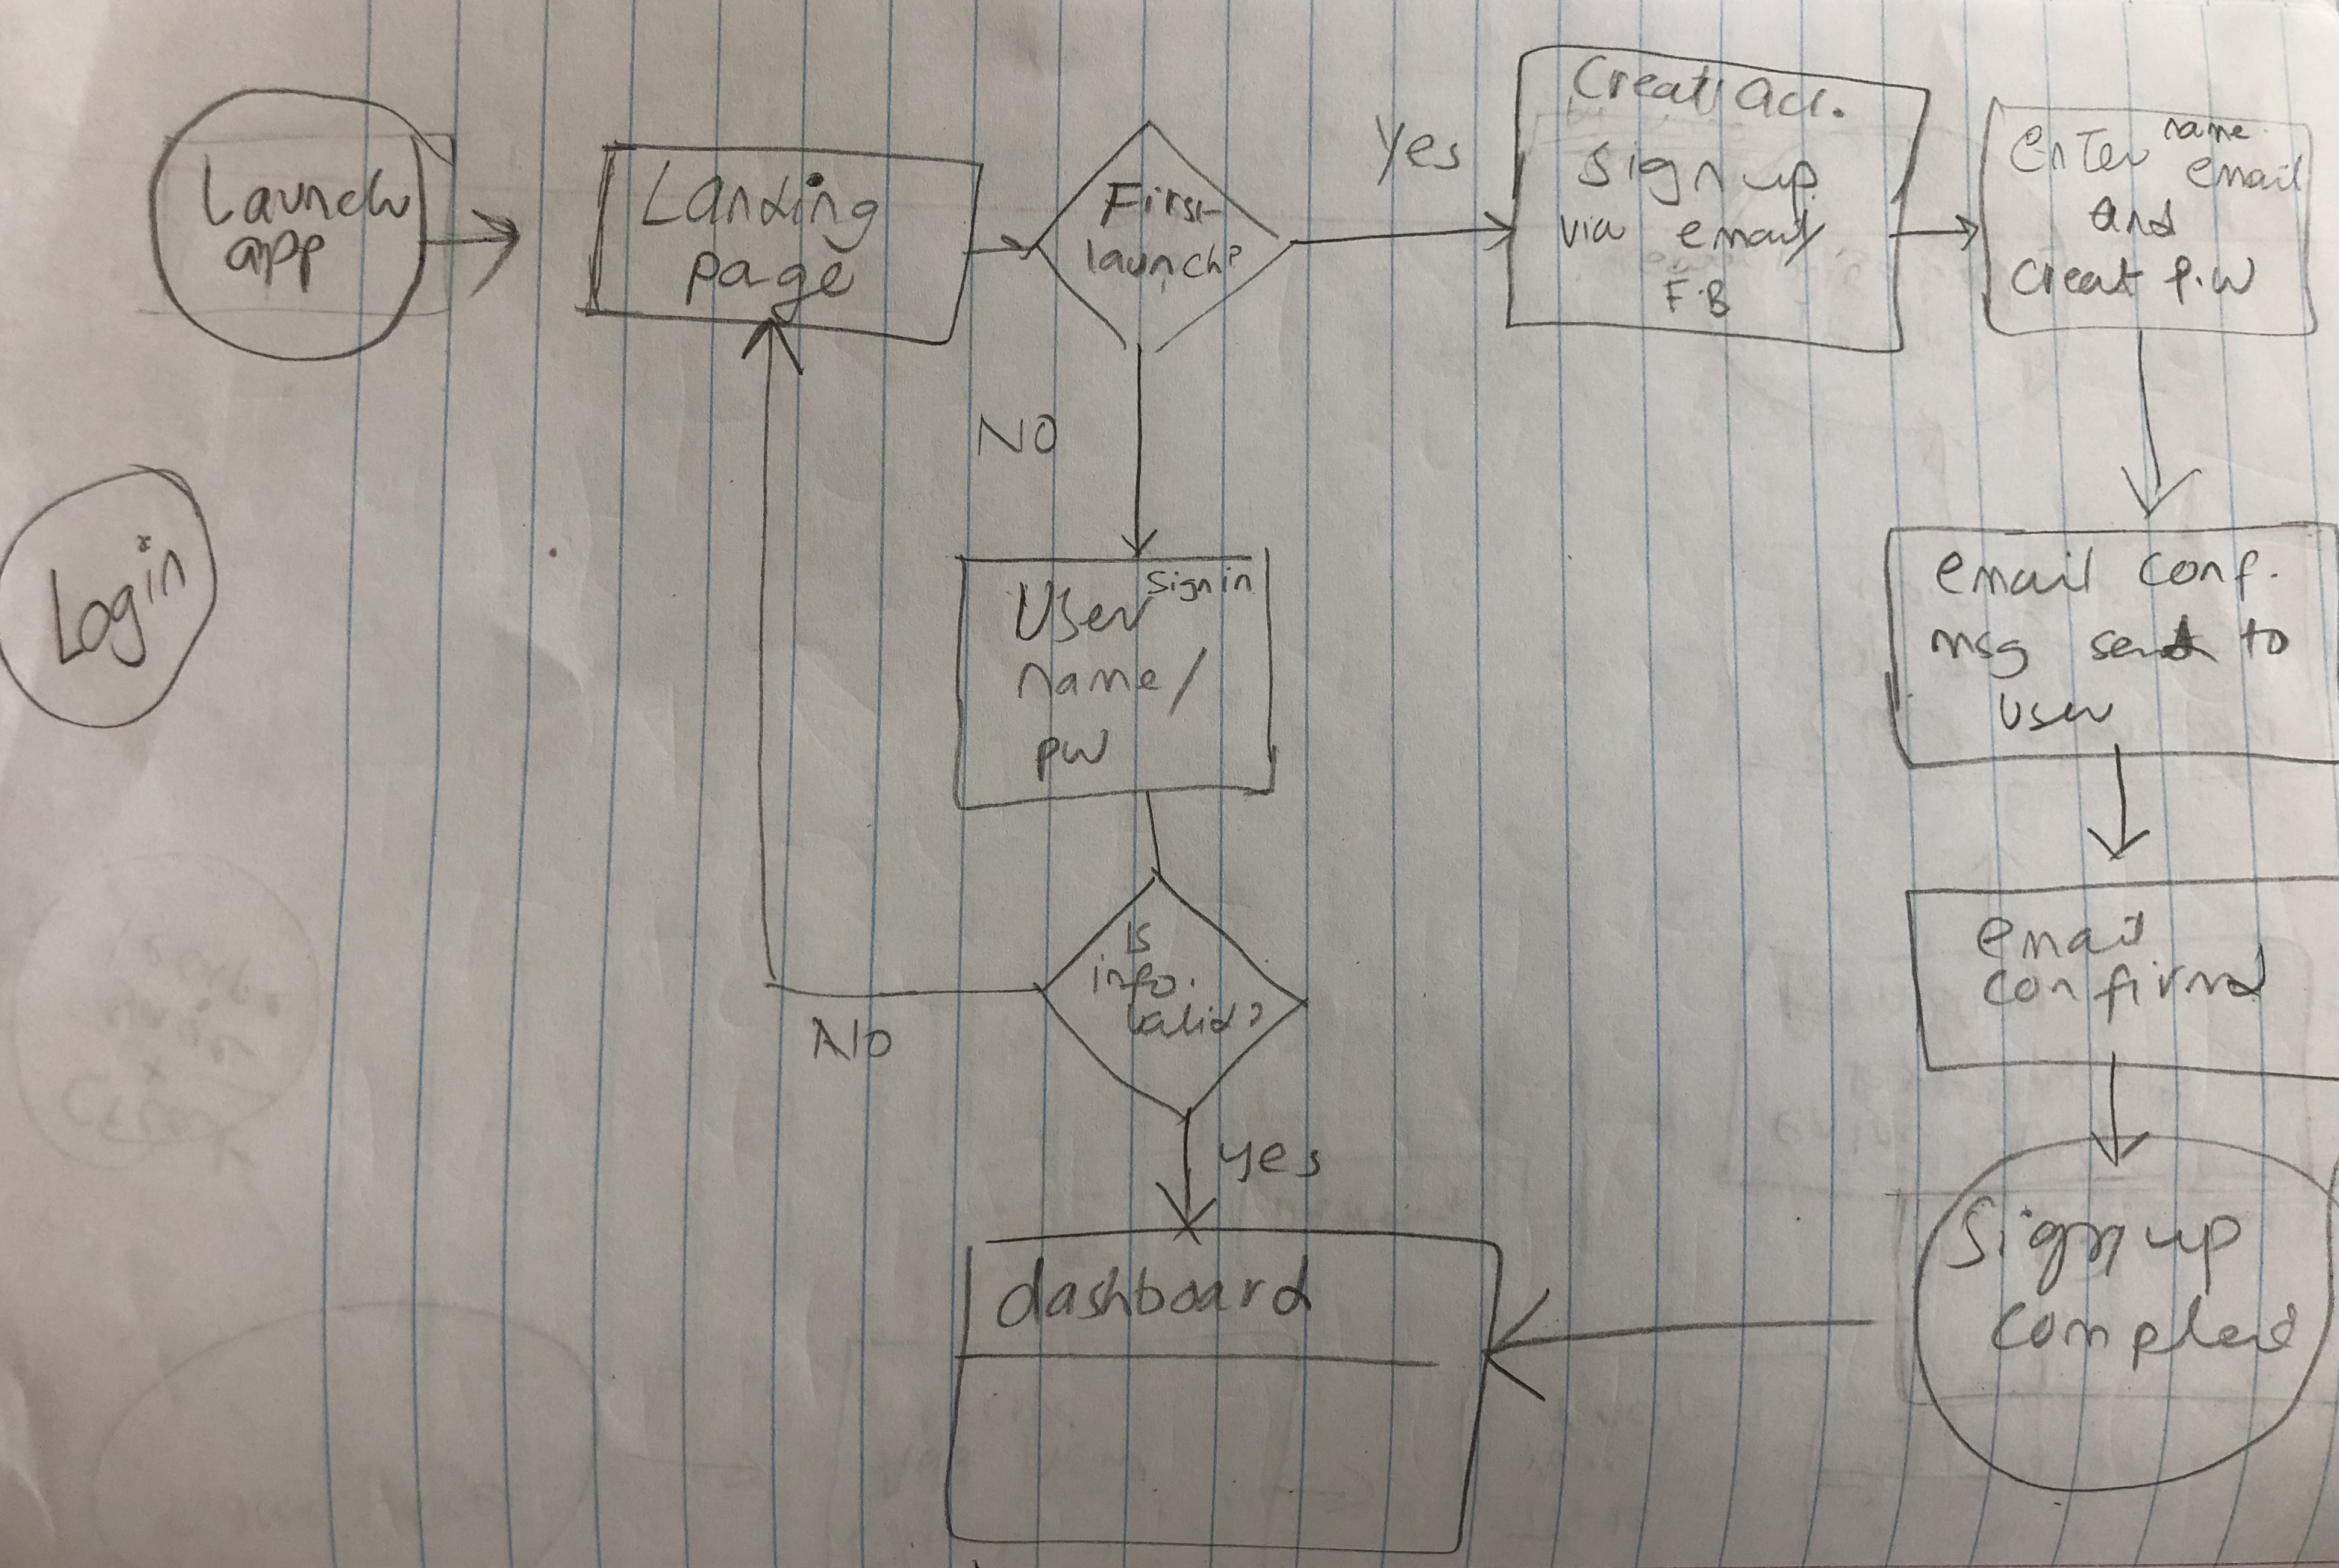 Launch
app
Landing
page
First
launch?
Yes
Creat Acc.
sign up
via email/
F.B
Enter name
email
and
creat P.W
NO
Login
Sign in
User
name/
pw
email conf.
msg sent to
user
Is
info.
valid?
NO
email
confirmd
yes
dashboard
Sign up